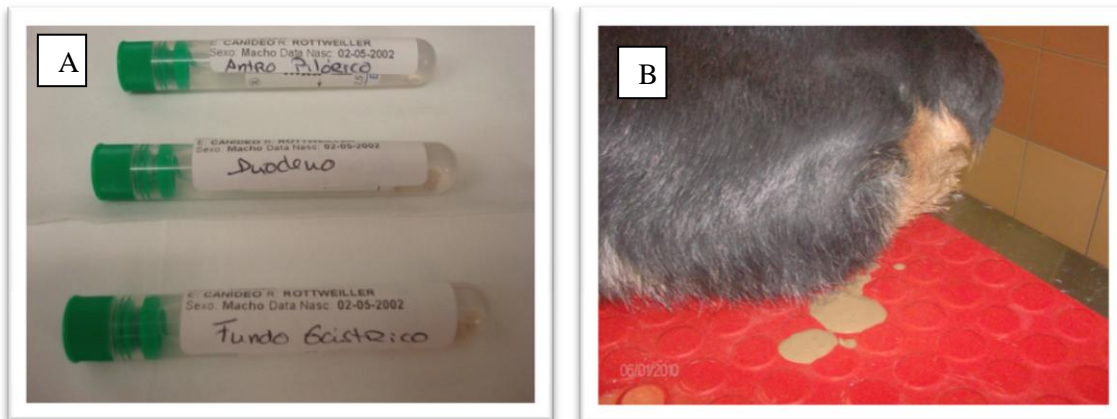 A
E. CANIDEO R. ROTTWEILLER
Sexo: Macho Data Nasc: 02-05-2002
Antro Pilórico
E. CANIDEO R. ROTTWEILLER
Sexo: Macho Data Nasc: 02-05-2002
Duodeno
E. CANIDEO R. ROTTWEILLER
Sexo: Macho Data Nasc: 02-05-2002
Fundo Gástrico
B
06/01/2010